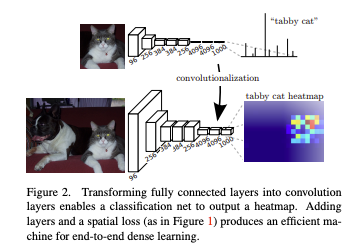 "tabby cat"
96
256
384
384
256
4096
4096
1000
convolutionalization
tabby cat heatmap
96
256
384
384
256
4096
4096
1000
Figure 2. Transforming fully connected layers into convolution
layers enables a classification net to output a heatmap. Adding
layers and a spatial loss (as in Figure 1) produces an efficient ma-
chine for end-to-end dense learning.